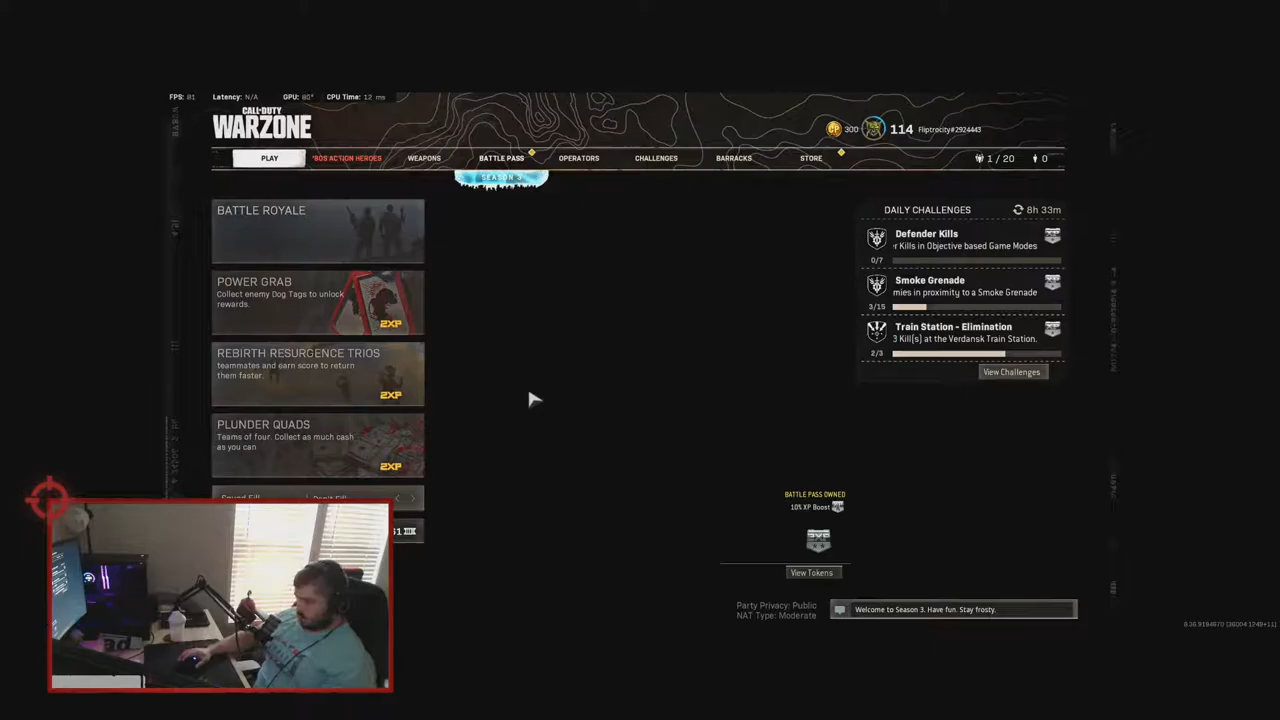 FPS: 81 Latency: N/A GPU: 80° CPU Time: 12 ms
CALL OF DUTY
WARZONE
300 114 Fliptrocity#2924443
PLAY '80S ACTION HEROES WEAPONS BATTLE PASS OPERATORS CHALLENGES BARRACKS STORE 1 / 20 0
SEASON 3
BATTLE ROYALE
POWER GRAB
Collect enemy Dog Tags to unlock
rewards.
2XP
REBIRTH RESURGENCE TRIOS
teammates and earn score to return
them faster.
2XP
PLUNDER QUADS
Teams of four. Collect as much cash
as you can
2XP
Squad Fill Don't Fill
DAILY CHALLENGES 8h 33m
Defender Kills
r Kills in Objective based Game Modes
0/7
Smoke Grenade
mies in proximity to a Smoke Grenade
3/15
Train Station - Elimination
3 Kill(s) at the Verdansk Train Station.
2/3
View Challenges
BATTLE PASS OWNED
10% XP Boost
View Tokens
Party Privacy: Public
NAT Type: Moderate
Welcome to Season 3. Have fun. Stay frosty.